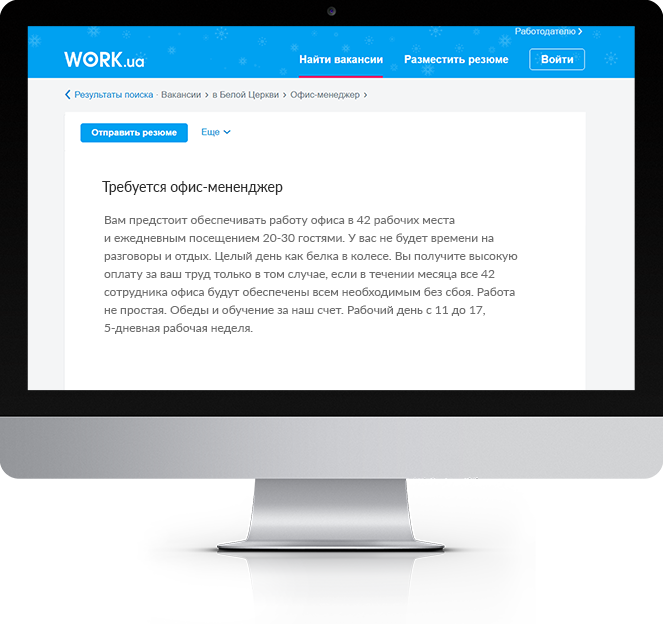 Работодателю
WORK.ua
Найти вакансии Разместить резюме Войти
Результаты поиска · Вакансии › в Белой Церкви › Офис-менеджер ›
Отправить резюме Еще
Требуется офис-мененджер
Вам предстоит обеспечивать работу офиса в 42 рабочих места
и ежедневным посещением 20-30 гостями. У вас не будет времени на
разговоры и отдых. Целый день как белка в колесе. Вы получите высокую
оплату за ваш труд только в том случае, если в течении месяца все 42
сотрудника офиса будут обеспечены всем необходимым без сбоя. Работа
не простая. Обеды и обучение за наш счет. Рабочий день с 11 до 17,
5-дневная рабочая неделя.